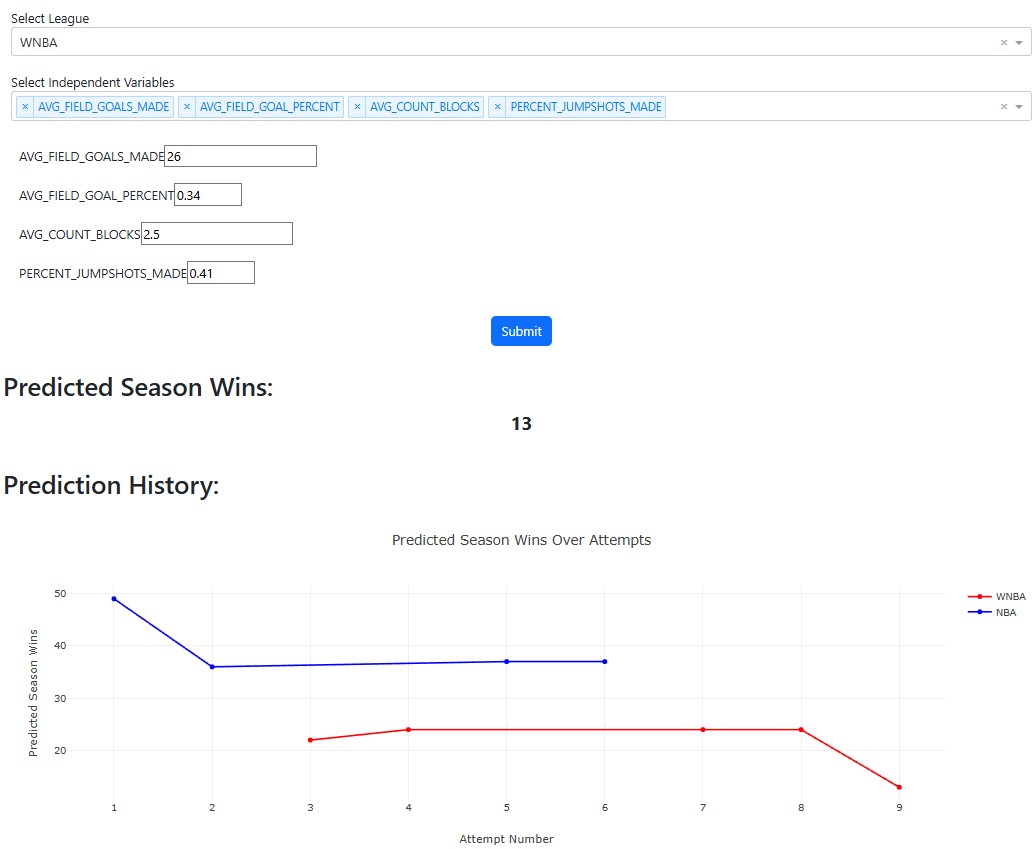 Select League
WNBA × 
Select Independent Variables
× AVG_FIELD_GOALS_MADE × AVG_FIELD_GOAL_PERCENT × AVG_COUNT_BLOCKS × PERCENT_JUMPSHOTS_MADE ×
AVG_FIELD_GOALS_MADE 26
AVG_FIELD_GOAL_PERCENT 0.34
AVG_COUNT_BLOCKS 2.5
PERCENT_JUMPSHOTS_MADE 0.41
Submit
Predicted Season Wins:
13
Prediction History:
Predicted Season Wins Over Attempts
Predicted Season Wins
50
40
30
20
WNBA
NBA
1 2 3 4 5 6 7 8 9
Attempt Number